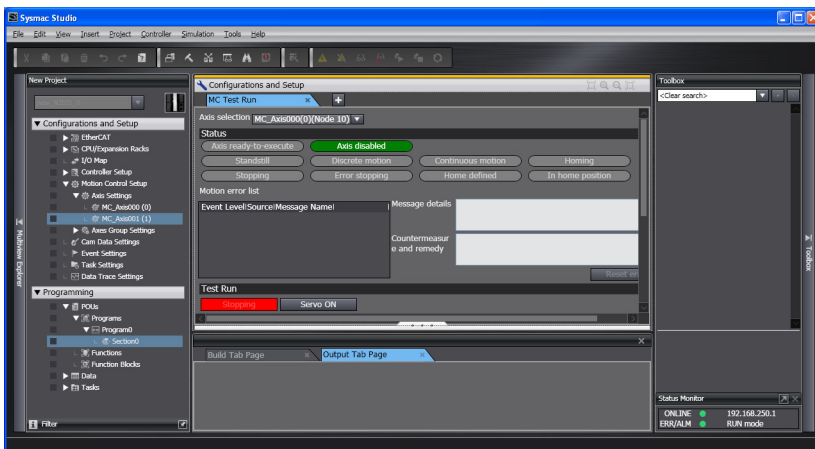 Sysmac Studio
File Edit View Insert Project Controller Simulation Tools Help
New Project
▼ Configurations and Setup
▶ EtherCAT
▶ CPU/Expansion Racks
I/O Map
▶ Controller Setup
▼ Motion Control Setup
▼ Axis Settings
MC_Axis000 (0)
MC_Axis001 (1)
▶ Axes Group Settings
Cam Data Settings
▶ Event Settings
Task Settings
Data Trace Settings
▼ Programming
▼ POUs
▼ Programs
▼ Program0
Section0
Functions
Function Blocks
▶ Data
▶ Tasks
Filter
Multiview Explorer
Configurations and Setup
MC Test Run
Axis selection MC_Axis000(0)(Node 10)
Status
Axis ready-to-execute Axis disabled
Standstill Discrete motion Continuous motion Homing
Stopping Error stopping Home defined In home position
Motion error list
Event Level|Source|Message Name|
Message details
Countermeasur
e and remedy
Reset er
Test Run
Stopping Servo ON
Build Tab Page Output Tab Page
Toolbox
<Clear search>
Toolbox
Status Monitor
ONLINE 192.168.250.1
ERR/ALM RUN mode